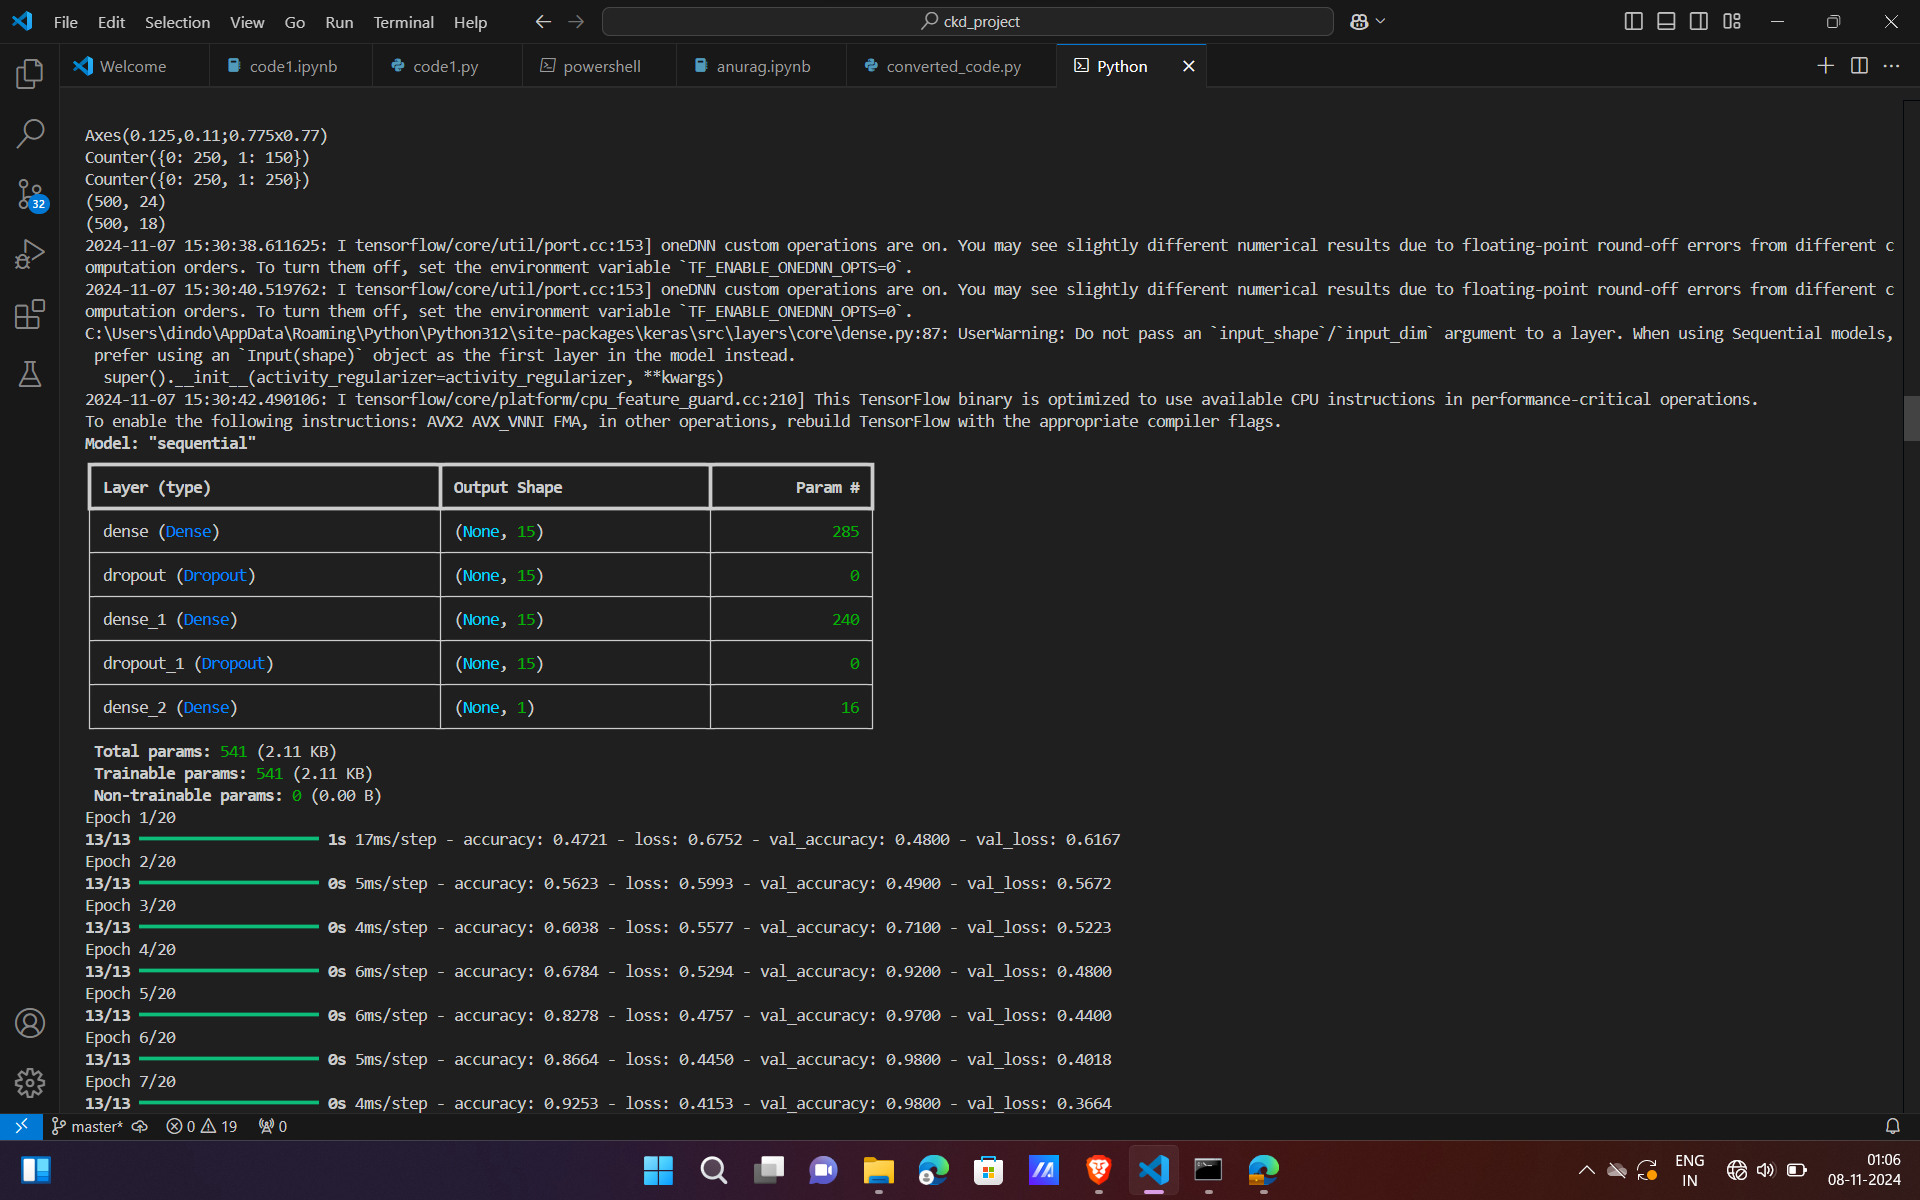 File Edit Selection View Go Run Terminal Help
ckd_project
Welcome code1.ipynb code1.py powershell anurag.ipynb converted_code.py Python
Axes(0.125,0.11;0.775x0.77)
Counter({0: 250, 1: 150})
Counter({0: 250, 1: 250})
(500, 24)
(500, 18)
2024-11-07 15:30:38.611625: I tensorflow/core/util/port.cc:153] oneDNN custom operations are on. You may see slightly different numerical results due to floating-point round-off errors from different c
omputation orders. To turn them off, set the environment variable `TF_ENABLE_ONEDNN_OPTS=0`.
2024-11-07 15:30:40.519762: I tensorflow/core/util/port.cc:153] oneDNN custom operations are on. You may see slightly different numerical results due to floating-point round-off errors from different c
omputation orders. To turn them off, set the environment variable `TF_ENABLE_ONEDNN_OPTS=0`.
C:\Users\dindo\AppData\Roaming\Python\Python312\site-packages\keras\src\layers\core\dense.py:87: UserWarning: Do not pass an `input_shape`/`input_dim` argument to a layer. When using Sequential models,
prefer using an `Input(shape)` object as the first layer in the model instead.
super().__init__(activity_regularizer=activity_regularizer, **kwargs)
2024-11-07 15:30:42.490106: I tensorflow/core/platform/cpu_feature_guard.cc:210] This TensorFlow binary is optimized to use available CPU instructions in performance-critical operations.
To enable the following instructions: AVX2 AVX_VNNI FMA, in other operations, rebuild TensorFlow with the appropriate compiler flags.
Model: "sequential"
Layer (type) Output Shape Param #
dense (Dense) (None, 15) 285
dropout (Dropout) (None, 15) 0
dense_1 (Dense) (None, 15) 240
dropout_1 (Dropout) (None, 15) 0
dense_2 (Dense) (None, 1) 16
Total params: 541 (2.11 KB)
Trainable params: 541 (2.11 KB)
Non-trainable params: 0 (0.00 B)
Epoch 1/20
13/13 1s 17ms/step - accuracy: 0.4721 - loss: 0.6752 - val_accuracy: 0.4800 - val_loss: 0.6167
Epoch 2/20
13/13 0s 5ms/step - accuracy: 0.5623 - loss: 0.5993 - val_accuracy: 0.4900 - val_loss: 0.5672
Epoch 3/20
13/13 0s 4ms/step - accuracy: 0.6038 - loss: 0.5577 - val_accuracy: 0.7100 - val_loss: 0.5223
Epoch 4/20
13/13 0s 6ms/step - accuracy: 0.6784 - loss: 0.5294 - val_accuracy: 0.9200 - val_loss: 0.4800
Epoch 5/20
13/13 0s 6ms/step - accuracy: 0.8278 - loss: 0.4757 - val_accuracy: 0.9700 - val_loss: 0.4400
Epoch 6/20
13/13 0s 5ms/step - accuracy: 0.8664 - loss: 0.4450 - val_accuracy: 0.9800 - val_loss: 0.4018
Epoch 7/20
13/13 0s 4ms/step - accuracy: 0.9253 - loss: 0.4153 - val_accuracy: 0.9800 - val_loss: 0.3664
32
master* 0 19 0
ENG
IN
01:06
08-11-2024